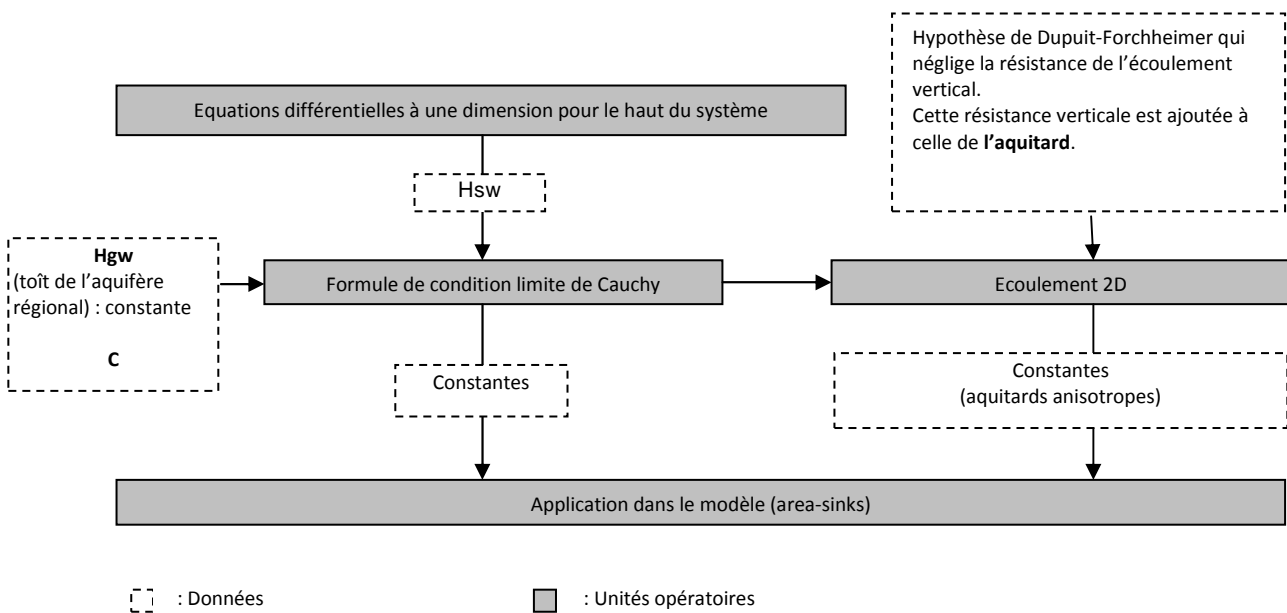 Hypothèse de Dupuit-Forchheimer qui
néglige la résistance de l'écoulement
vertical.
Cette résistance verticale est ajoutée à
celle de l'aquitard.
Equations différentielles à une dimension pour le haut du système
Hsw
Hgw
(toît de l'aquifère
régional) : constante
C
Formule de condition limite de Cauchy
Ecoulement 2D
Constantes
Constantes
(aquitards anisotropes)
Application dans le modèle (area-sinks)
: Données
: Unités opératoires